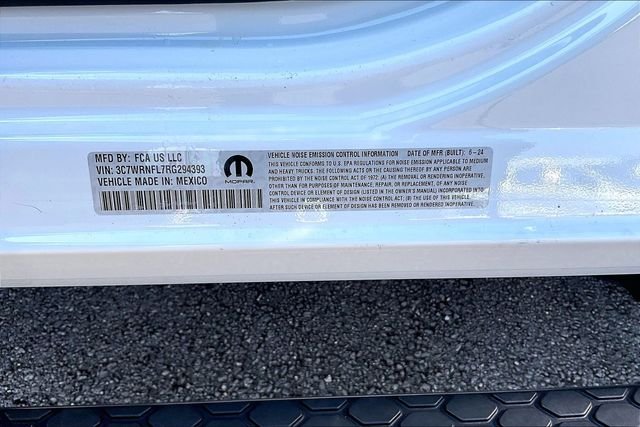 MFD BY: FCA US LLC
VIN: 3C7WRNFL7RG294393
VEHICLE MADE IN: MEXICO
MOPAR
VEHICLE NOISE EMISSION CONTROL INFORMATION DATE OF MFR (BUILT): 6-24
THIS VEHICLE CONFORMS TO U.S. EPA REGULATIONS FOR NOISE EMISSION APPLICABLE TO MEDIUM
AND HEAVY TRUCKS. THE FOLLOWING ACTS OR THE CAUSING THEREOF BY ANY PERSON ARE
PROHIBITED BY THE NOISE CONTROL ACT OF 1972: (A) THE REMOVAL OR RENDERING INOPERATIVE,
OTHER THAN FOR PURPOSES OF MAINTENANCE, REPAIR, OR REPLACEMENT, OF ANY NOISE
CONTROL DEVICE OR ELEMENT OF DESIGN (LISTED IN THE OWNER'S MANUAL) INCORPORATED INTO
THIS VEHICLE IN COMPLIANCE WITH THE NOISE CONTROL ACT; (B) THE USE OF THIS VEHICLE
AFTER SUCH DEVICE OR ELEMENT OF DESIGN HAS BEEN REMOVED OR RENDERED INOPERATIVE.